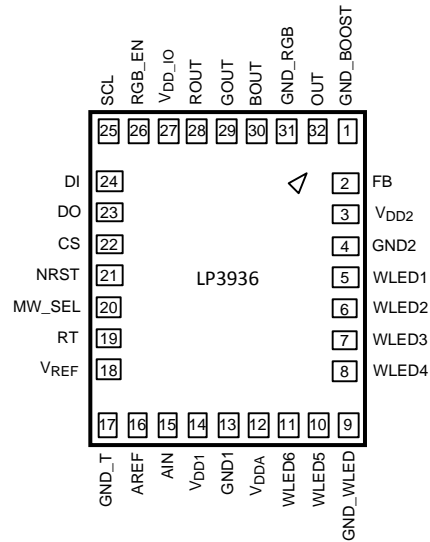 SCL
RGB_EN
VDD_IO
ROUT
GOUT
BOUT
GND_RGB
OUT
GND_BOOST
25 26 27 28 29 30 31 32 1
DI 24
DO 23
CS 22
NRST 21
MW_SEL 20
RT 19
VREF 18
LP3936
2 FB
3 VDD2
4 GND2
5 WLED1
6 WLED2
7 WLED3
8 WLED4
17 16 15 14 13 12 11 10 9
GND_T
AREF
AIN
VDD1
GND1
VDDA
WLED6
WLED5
GND_WLED